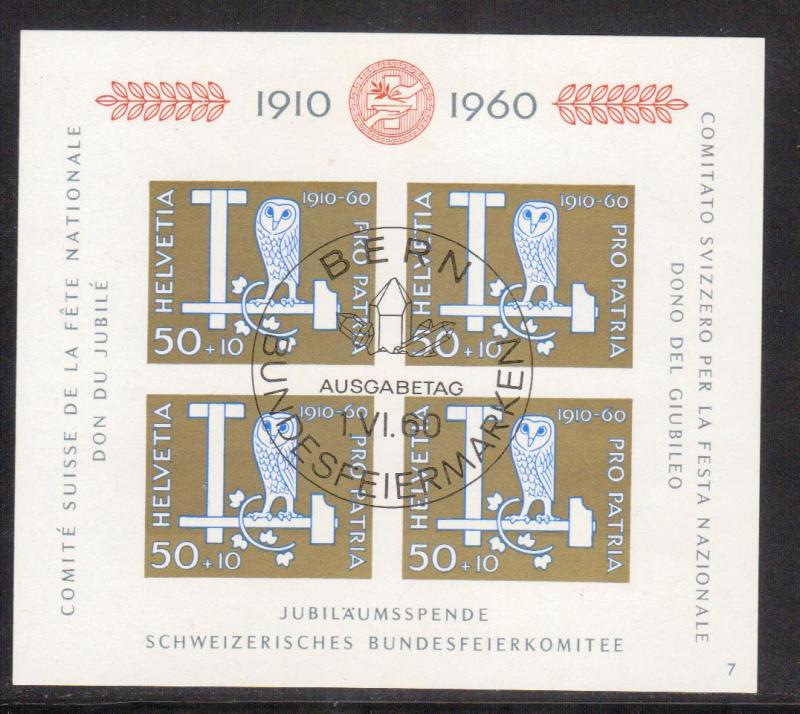 1910 1960
COMITÉ SUISSE DE LA FÊTE NATIONALE
DON DU JUBILÉ
COMITATO SVIZZERO PER LA FESTA NAZIONALE
DONO DEL GIUBILEO
HELVETIA
1910-60
PRO PATRIA
50+10
HELVETIA
1910-60
PRO PATRIA
50+10
BERN
AUSGABETAG
1.VI.60
BUNDESFEIERMARKEN
HELVETIA
1910-60
PRO PATRIA
50+10
HELVETIA
1910-60
PRO PATRIA
50+10
JUBILÄUMSSPENDE
SCHWEIZERISCHES BUNDESFEIERKOMITEE
7